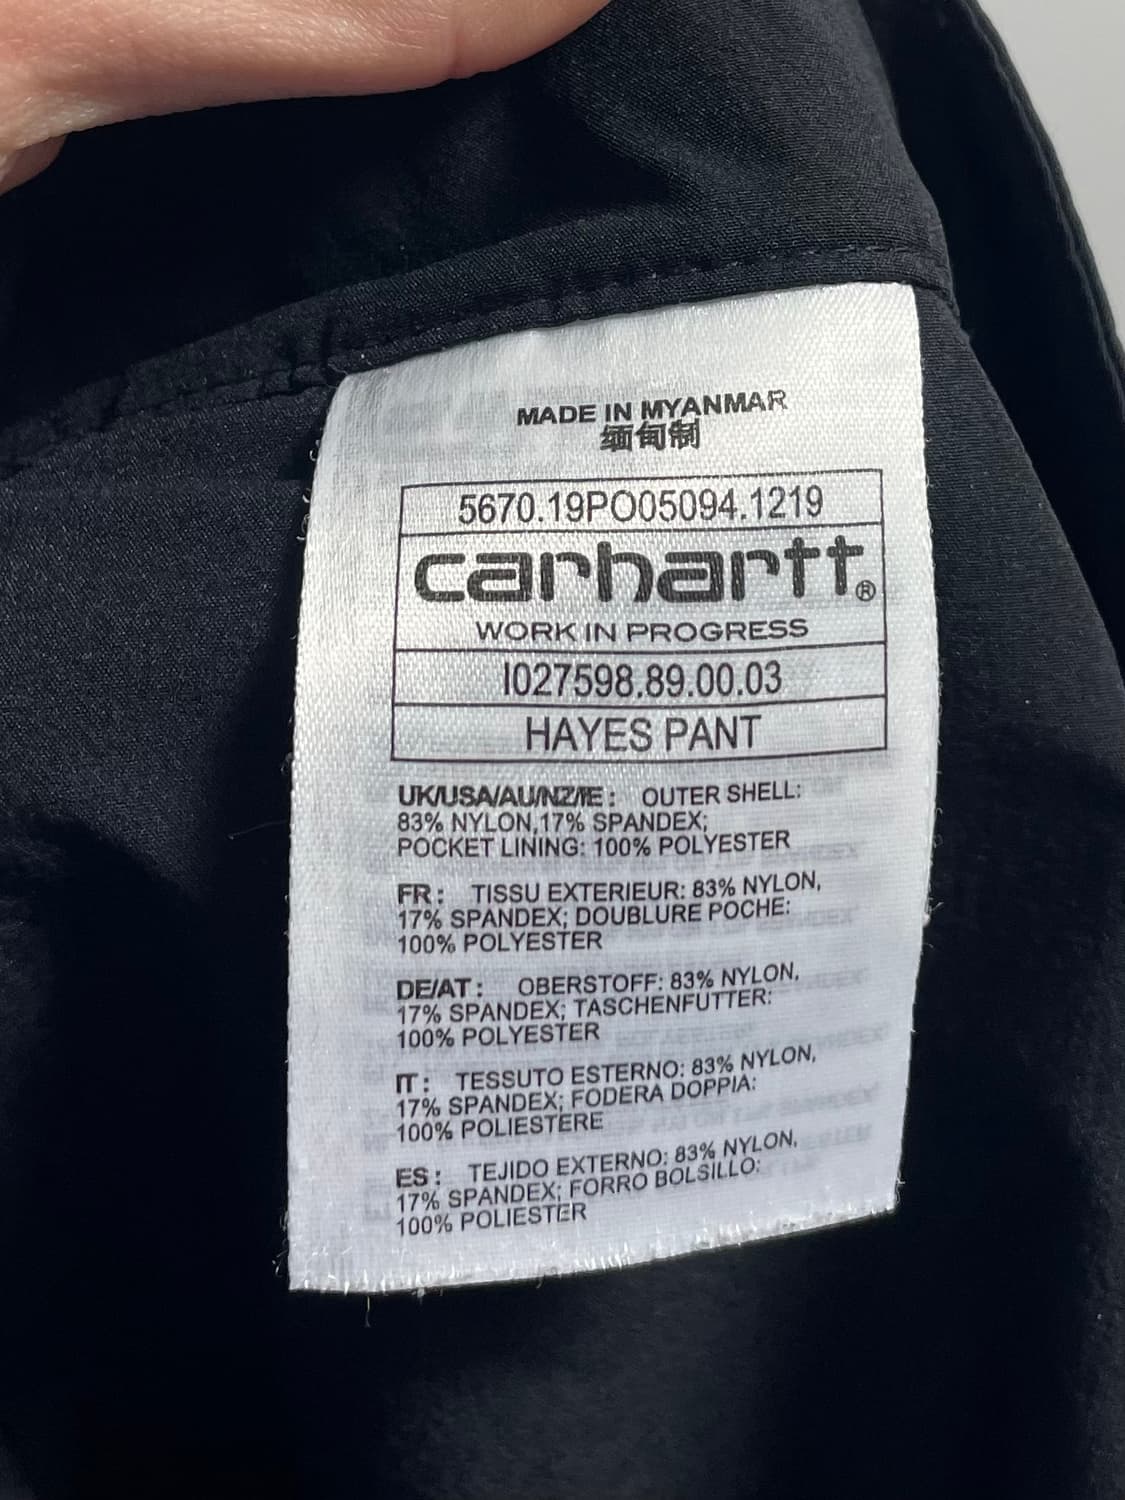 MADE IN MYANMAR
缅甸制
5670.19PO05094.1219
carhartt®
WORK IN PROGRESS
I027598.89.00.03
HAYES PANT
UK/USA/AU/NZ/IE : OUTER SHELL:
83% NYLON,17% SPANDEX;
POCKET LINING: 100% POLYESTER
FR : TISSU EXTERIEUR: 83% NYLON,
17% SPANDEX; DOUBLURE POCHE:
100% POLYESTER
DE/AT : OBERSTOFF: 83% NYLON,
17% SPANDEX; TASCHENFUTTER:
100% POLYESTER
IT : TESSUTO ESTERNO: 83% NYLON,
17% SPANDEX; FODERA DOPPIA:
100% POLIESTERE
ES : TEJIDO EXTERNO: 83% NYLON,
17% SPANDEX; FORRO BOLSILLO:
100% POLIESTER